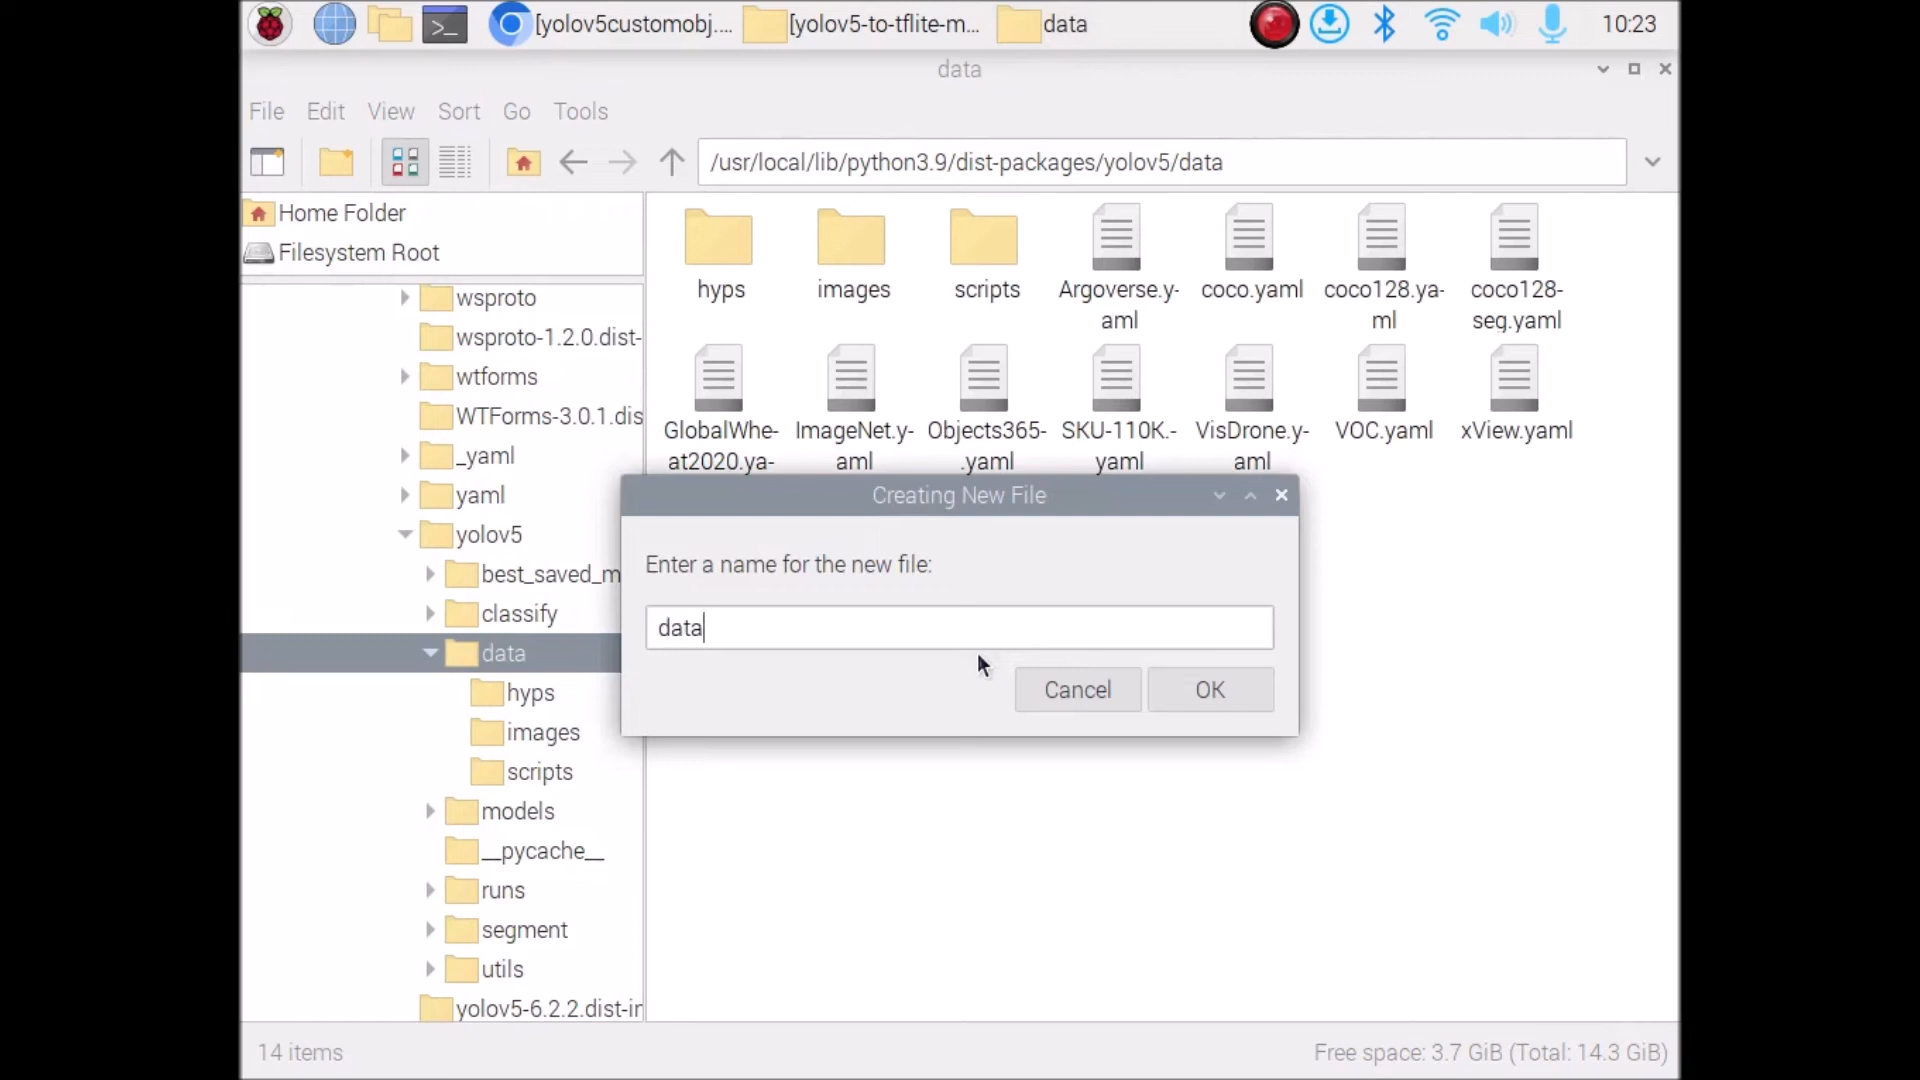 [yolov5customobj.... [yolov5-to-tflite-m... data 10:23
data
File Edit View Sort Go Tools
/usr/local/lib/python3.9/dist-packages/yolov5/data
Home Folder
Filesystem Root
wsproto
wsproto-1.2.0.dist-
wtforms
WTForms-3.0.1.dis
_yaml
yaml
yolov5
best_saved_m
classify
data
hyps
images
scripts
models
__pycache__
runs
segment
utils
yolov5-6.2.2.dist-ir
hyps images scripts Argoverse.y- coco.yaml coco128.ya- coco128-
aml ml seg.yaml
GlobalWhe- ImageNet.y- Objects365- SKU-110K.- VisDrone.y- VOC.yaml xView.yaml
at2020.ya- aml .yaml yaml aml
Creating New File
Enter a name for the new file:
data
Cancel OK
14 items Free space: 3.7 GiB (Total: 14.3 GiB)